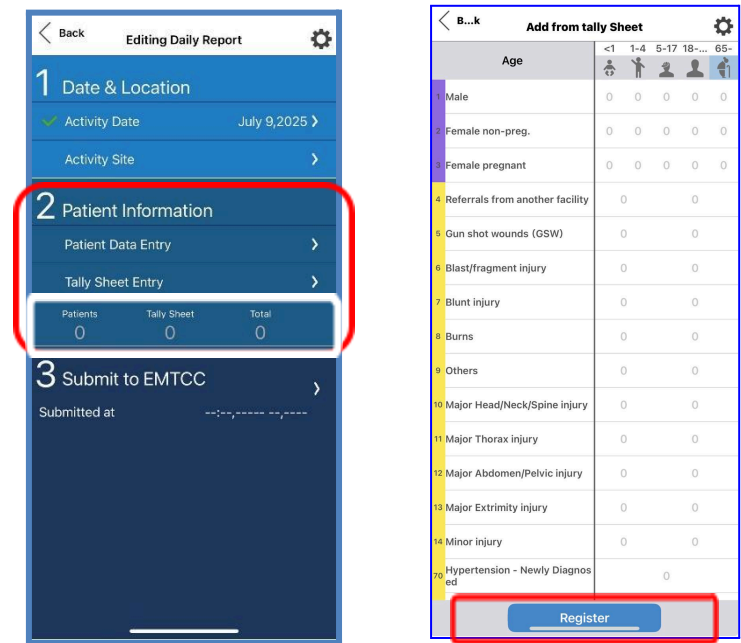 Back
Editing Daily Report
1 Date & Location
Activity Date July 9,2025
Activity Site
2 Patient Information
Patient Data Entry
Tally Sheet Entry
Patients Tally Sheet Total
0 0 0
3 Submit to EMTCC
Submitted at --:--,----- --,----
B...k
Add from tally Sheet
<1 1-4 5-17 18-... 65-
Age
1 Male 0 0 0 0 0
2 Female non-preg. 0 0 0 0 0
3 Female pregnant 0 0 0 0 0
4 Referrals from another facility 0 0
5 Gun shot wounds (GSW) 0 0
6 Blast/fragment injury 0 0
7 Blunt injury 0 0
8 Burns 0 0
9 Others 0 0
10 Major Head/Neck/Spine injury 0 0
11 Major Thorax injury 0 0
12 Major Abdomen/Pelvic injury 0 0
13 Major Extrimity injury 0 0
14 Minor injury 0 0
70 Hypertension - Newly Diagnos
ed 0
Register